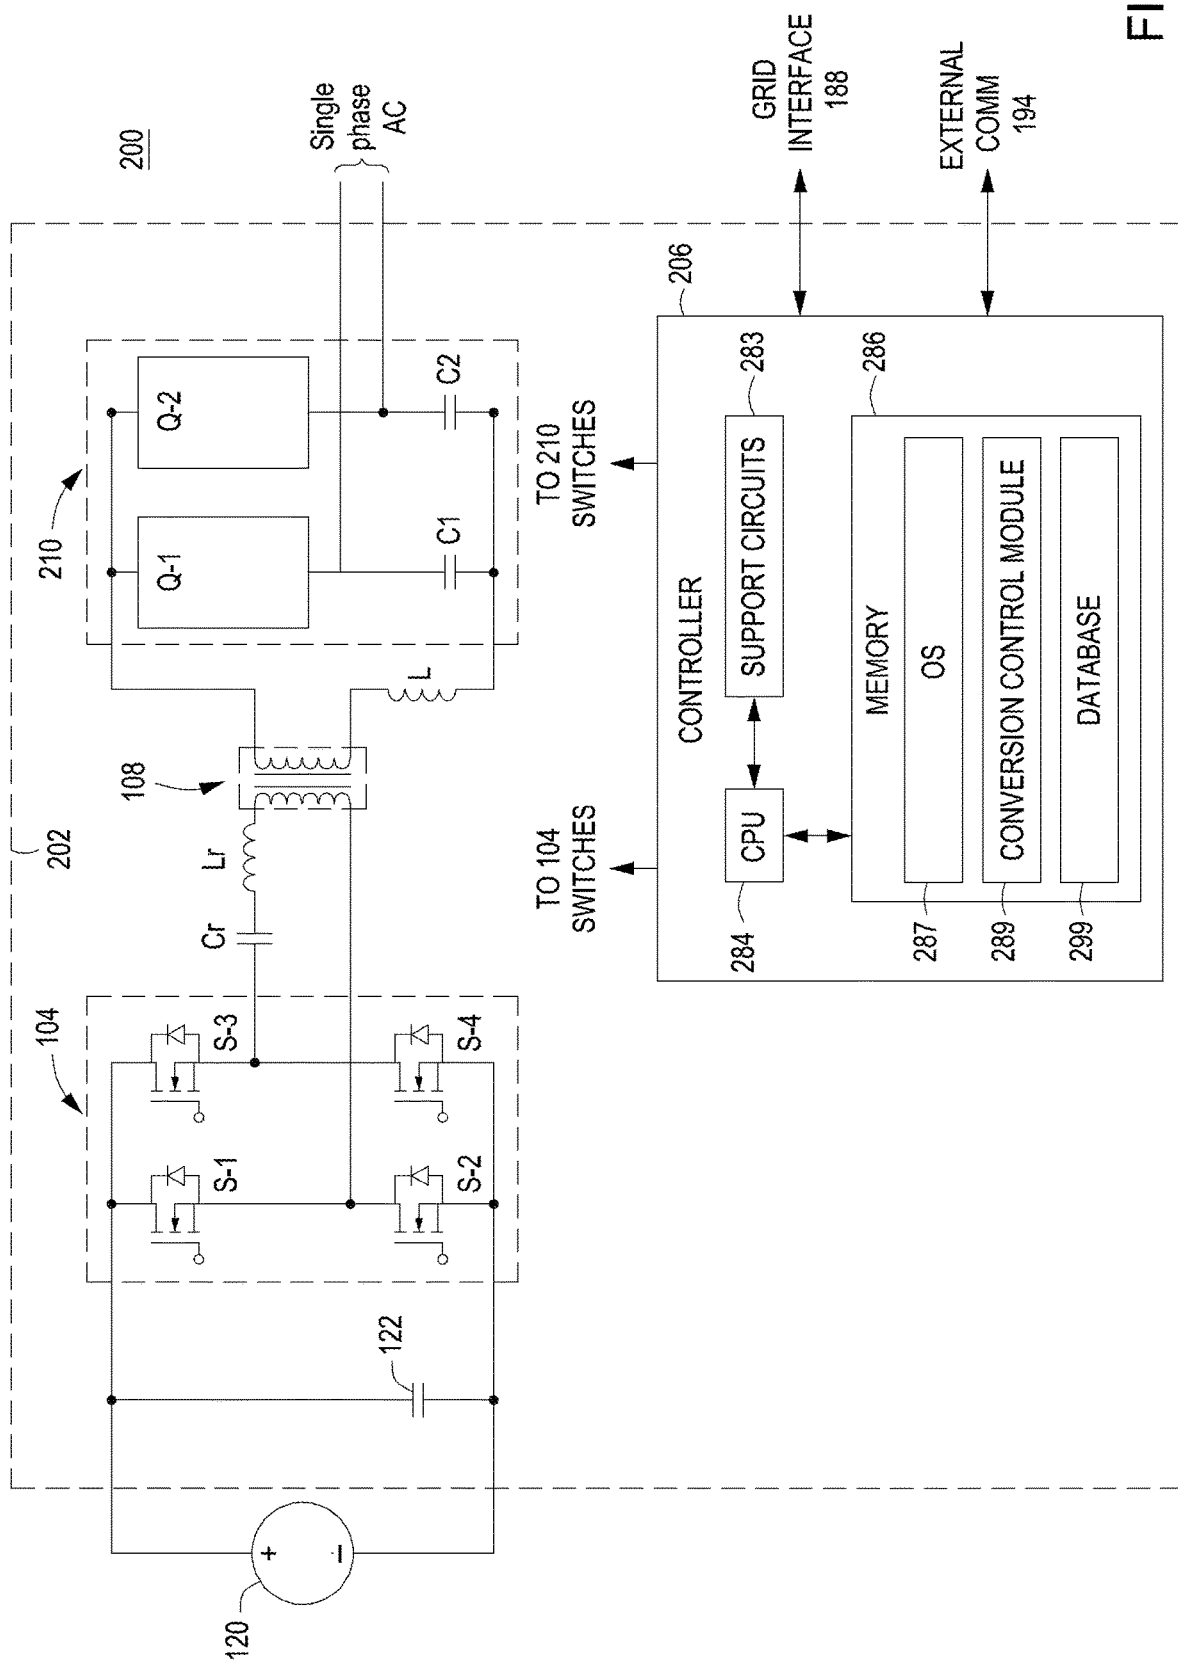 200
202
104
108
210
S-1
S-3
S-2
S-4
Cr
Lr
L
Q-1
Q-2
C1
C2
Single
phase
AC
120
+
–
122
TO 104
SWITCHES
TO 210
SWITCHES
206
CONTROLLER
284
CPU
SUPPORT CIRCUITS
283
286
MEMORY
287
OS
289
CONVERSION CONTROL MODULE
299
DATABASE
GRID
INTERFACE
188
EXTERNAL
COMM
194
FI